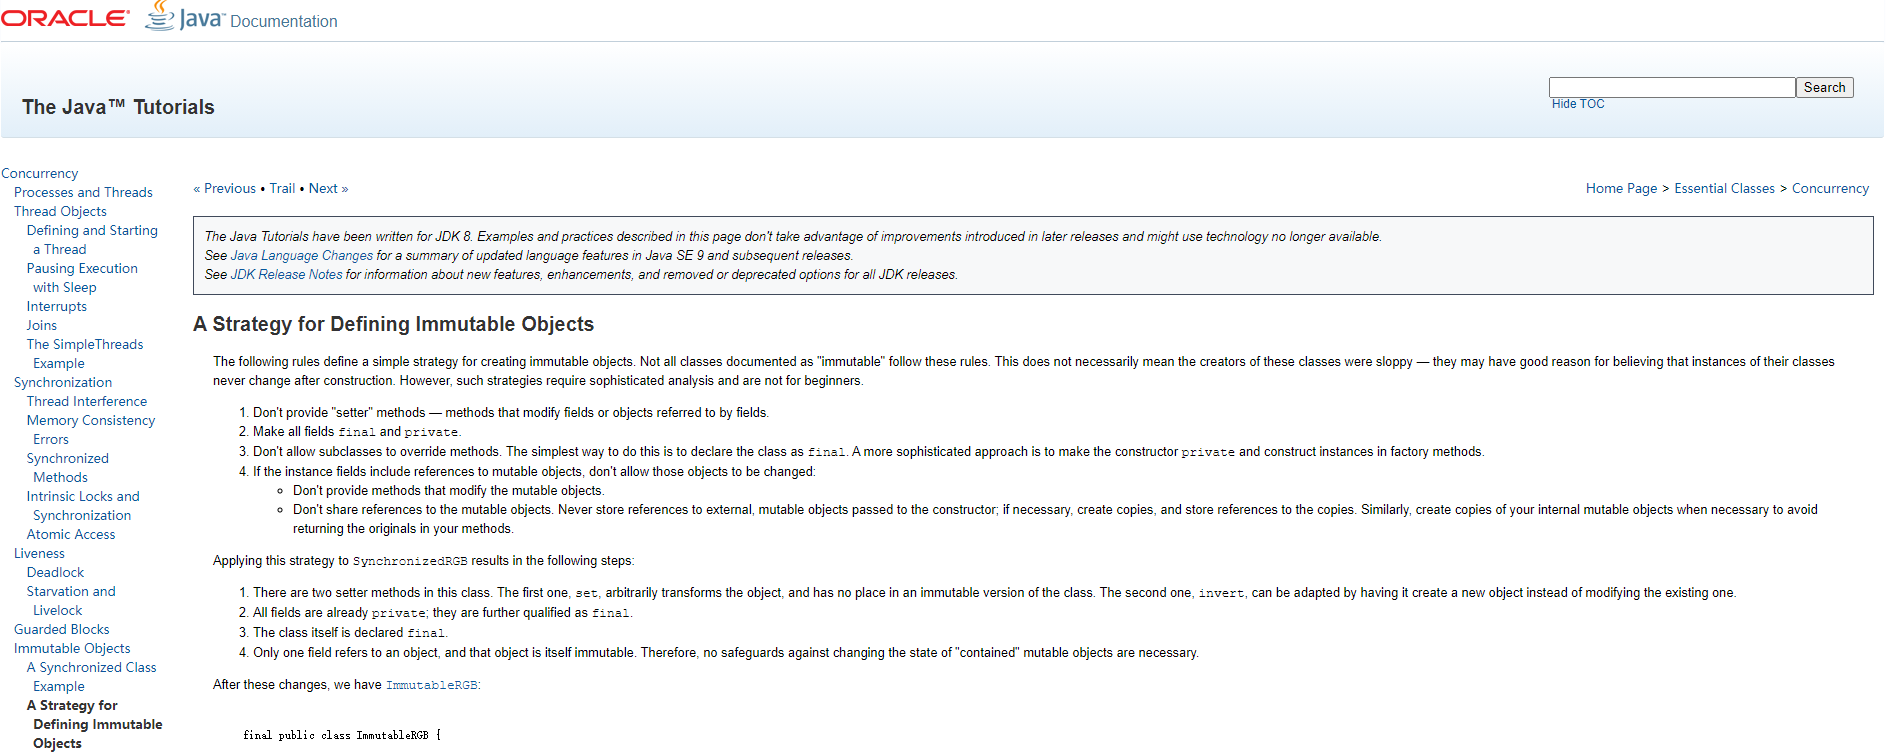 ORACLE® Java™ Documentation
The Java™ Tutorials
Search
Hide TOC
Concurrency
Processes and Threads
Thread Objects
Defining and Starting
a Thread
Pausing Execution
with Sleep
Interrupts
Joins
The SimpleThreads
Example
Synchronization
Thread Interference
Memory Consistency
Errors
Synchronized
Methods
Intrinsic Locks and
Synchronization
Atomic Access
Liveness
Deadlock
Starvation and
Livelock
Guarded Blocks
Immutable Objects
A Synchronized Class
Example
A Strategy for
Defining Immutable
Objects
« Previous • Trail • Next »
Home Page > Essential Classes > Concurrency
The Java Tutorials have been written for JDK 8. Examples and practices described in this page don't take advantage of improvements introduced in later releases and might use technology no longer available.
See Java Language Changes for a summary of updated language features in Java SE 9 and subsequent releases.
See JDK Release Notes for information about new features, enhancements, and removed or deprecated options for all JDK releases.
A Strategy for Defining Immutable Objects
The following rules define a simple strategy for creating immutable objects. Not all classes documented as "immutable" follow these rules. This does not necessarily mean the creators of these classes were sloppy — they may have good reason for believing that instances of their classes
never change after construction. However, such strategies require sophisticated analysis and are not for beginners.
1. Don't provide "setter" methods — methods that modify fields or objects referred to by fields.
2. Make all fields final and private.
3. Don't allow subclasses to override methods. The simplest way to do this is to declare the class as final. A more sophisticated approach is to make the constructor private and construct instances in factory methods.
4. If the instance fields include references to mutable objects, don't allow those objects to be changed:
◦ Don't provide methods that modify the mutable objects.
◦ Don't share references to the mutable objects. Never store references to external, mutable objects passed to the constructor; if necessary, create copies, and store references to the copies. Similarly, create copies of your internal mutable objects when necessary to avoid
returning the originals in your methods.
Applying this strategy to SynchronizedRGB results in the following steps:
1. There are two setter methods in this class. The first one, set, arbitrarily transforms the object, and has no place in an immutable version of the class. The second one, invert, can be adapted by having it create a new object instead of modifying the existing one.
2. All fields are already private; they are further qualified as final.
3. The class itself is declared final.
4. Only one field refers to an object, and that object is itself immutable. Therefore, no safeguards against changing the state of "contained" mutable objects are necessary.
After these changes, we have ImmutableRGB:
final public class ImmutableRGB {